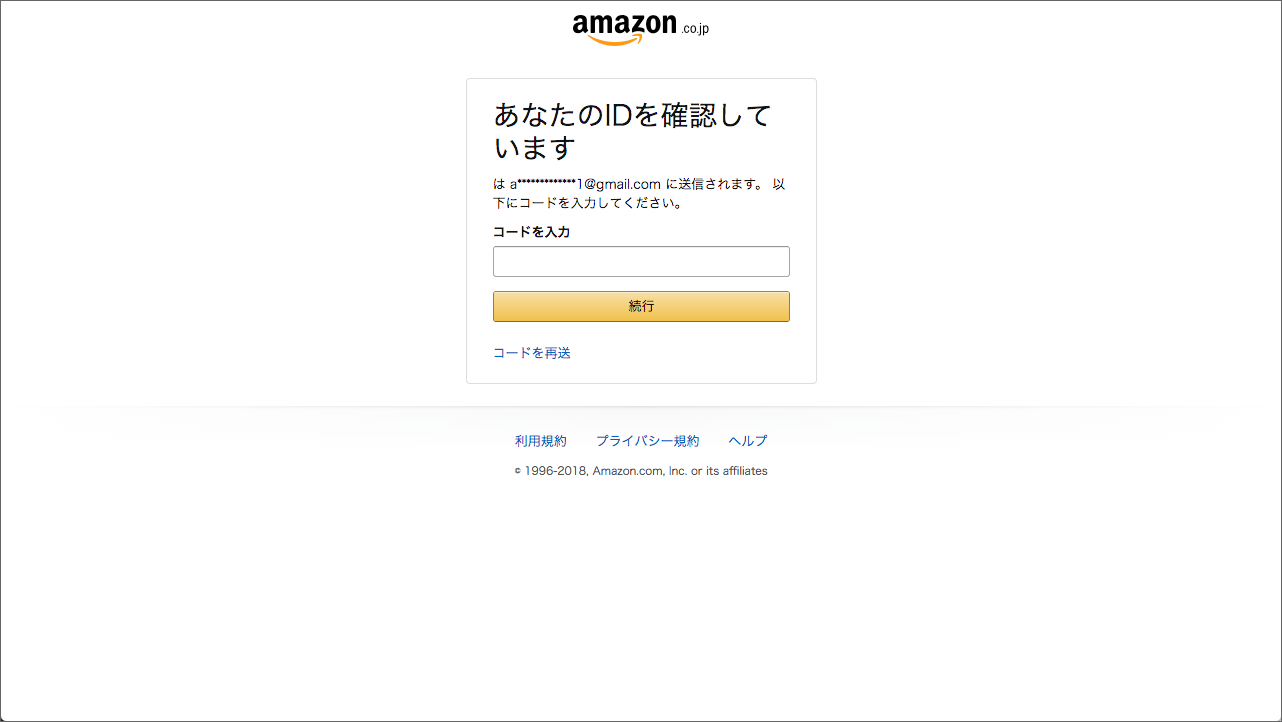 amazon.co.jp
あなたのIDを確認して
います
は a*************1@gmail.com に送信されます。 以
下にコードを入力してください。
コードを入力
続行
コードを再送
利用規約 プライバシー規約 ヘルプ
© 1996-2018, Amazon.com, Inc. or its affiliates